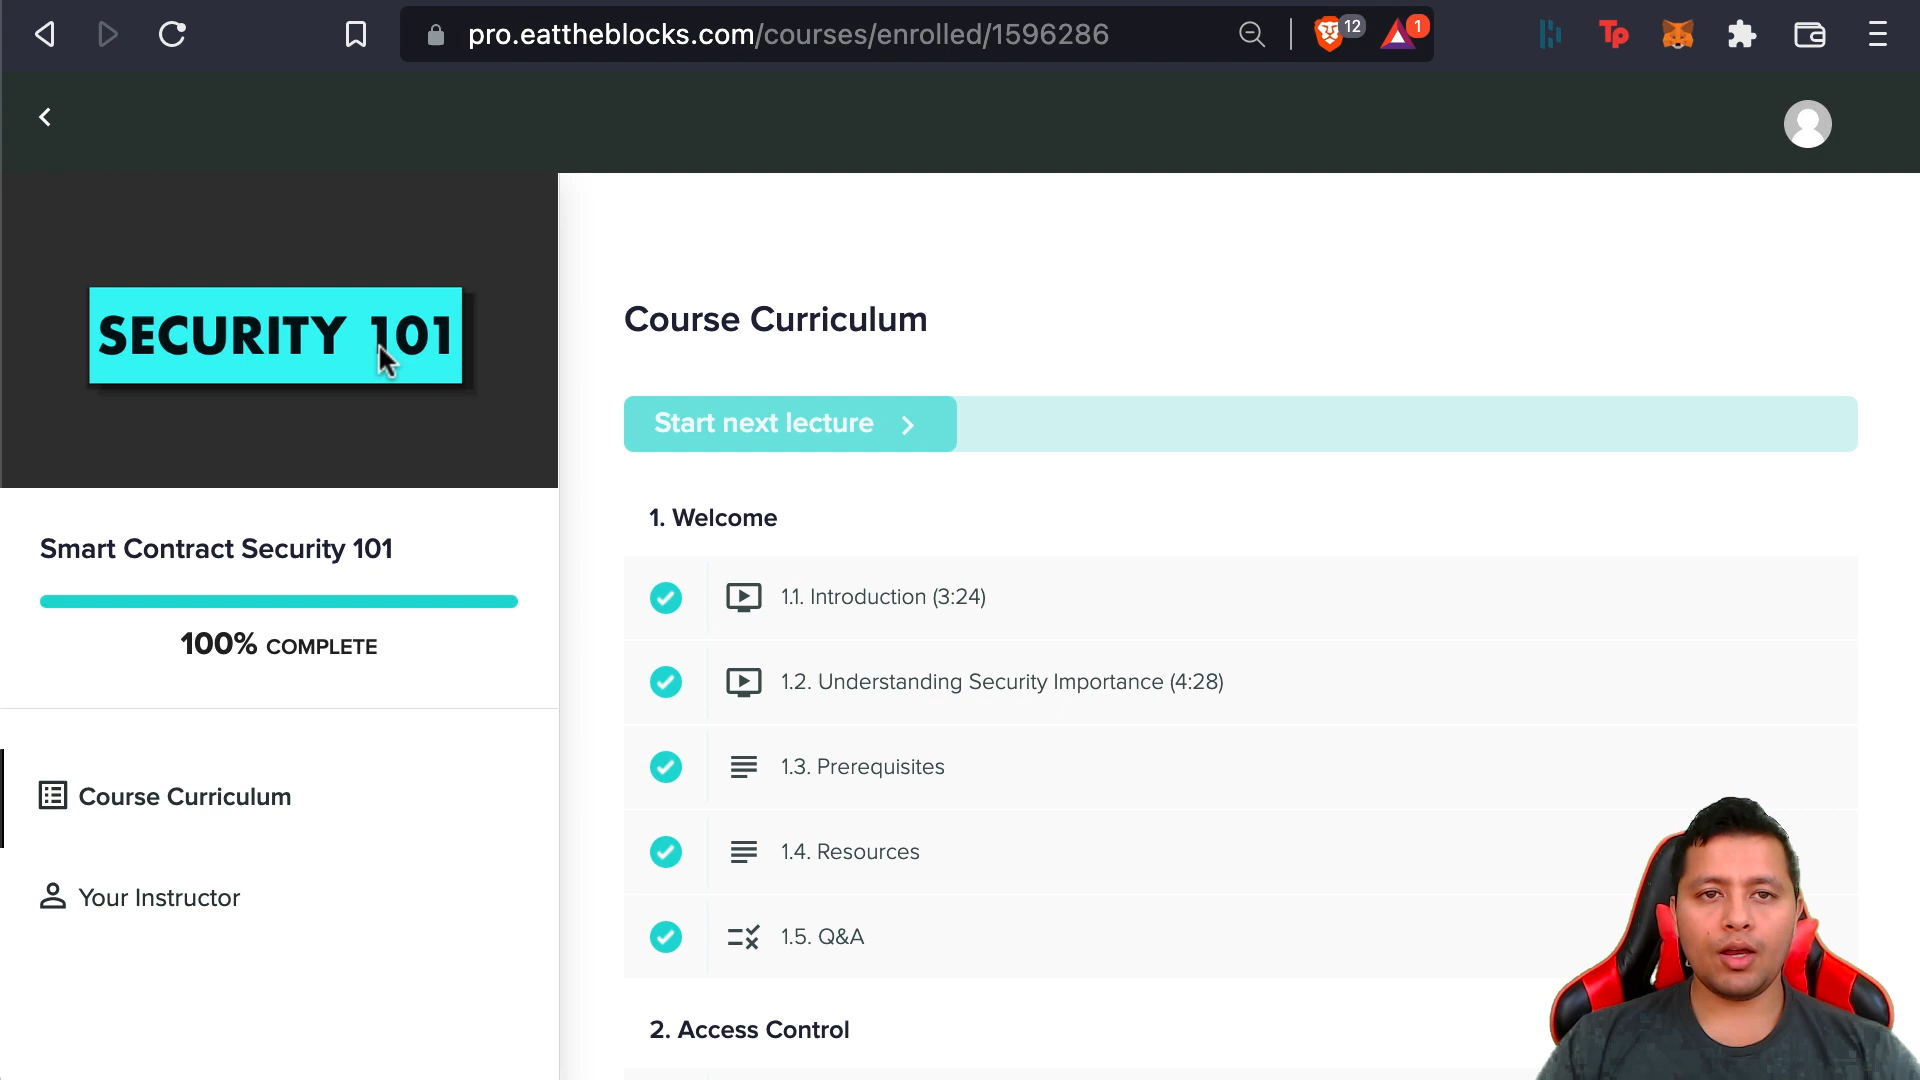 pro.eattheblocks.com/courses/enrolled/1596286
12
1
Tp
SECURITY 101
Smart Contract Security 101
100% COMPLETE
Course Curriculum
Your Instructor
Course Curriculum
Start next lecture
1. Welcome
1.1. Introduction (3:24)
1.2. Understanding Security Importance (4:28)
1.3. Prerequisites
1.4. Resources
1.5. Q&A
2. Access Control